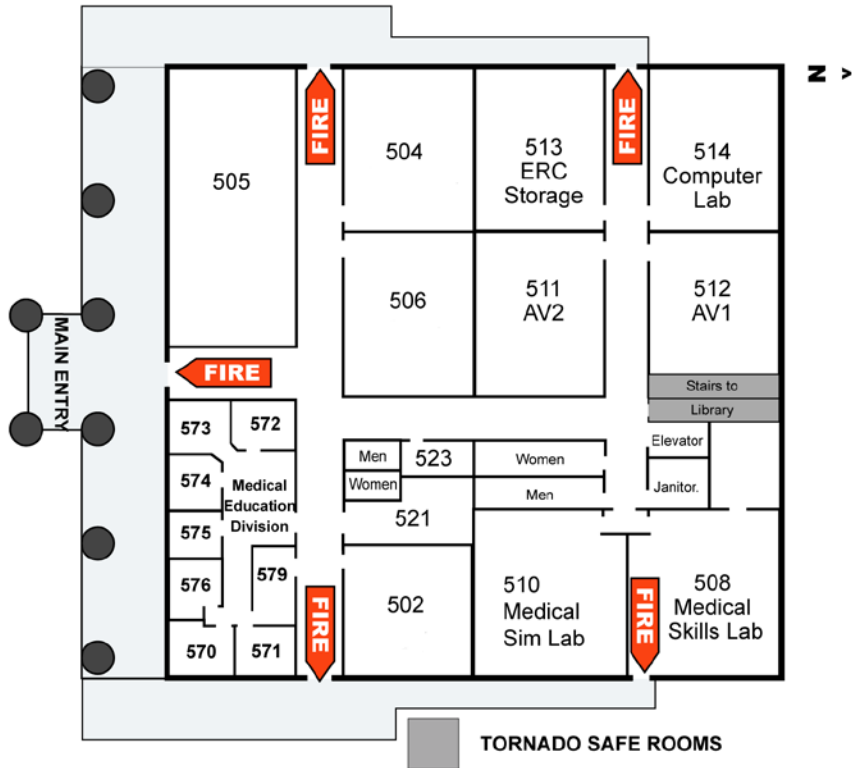 FIRE
FIRE
N
>
505
504
513
ERC
Storage
514
Computer
Lab
506
511
AV2
512
AV1
MAIN ENTRY
FIRE
Stairs to
Library
573
572
Men
523
Women
Elevator
574
Medical
Education
Division
Women
Men
Janitor.
521
575
576
579
502
510
Medical
Sim Lab
508
Medical
Skills Lab
FIRE
FIRE
570
571
TORNADO SAFE ROOMS